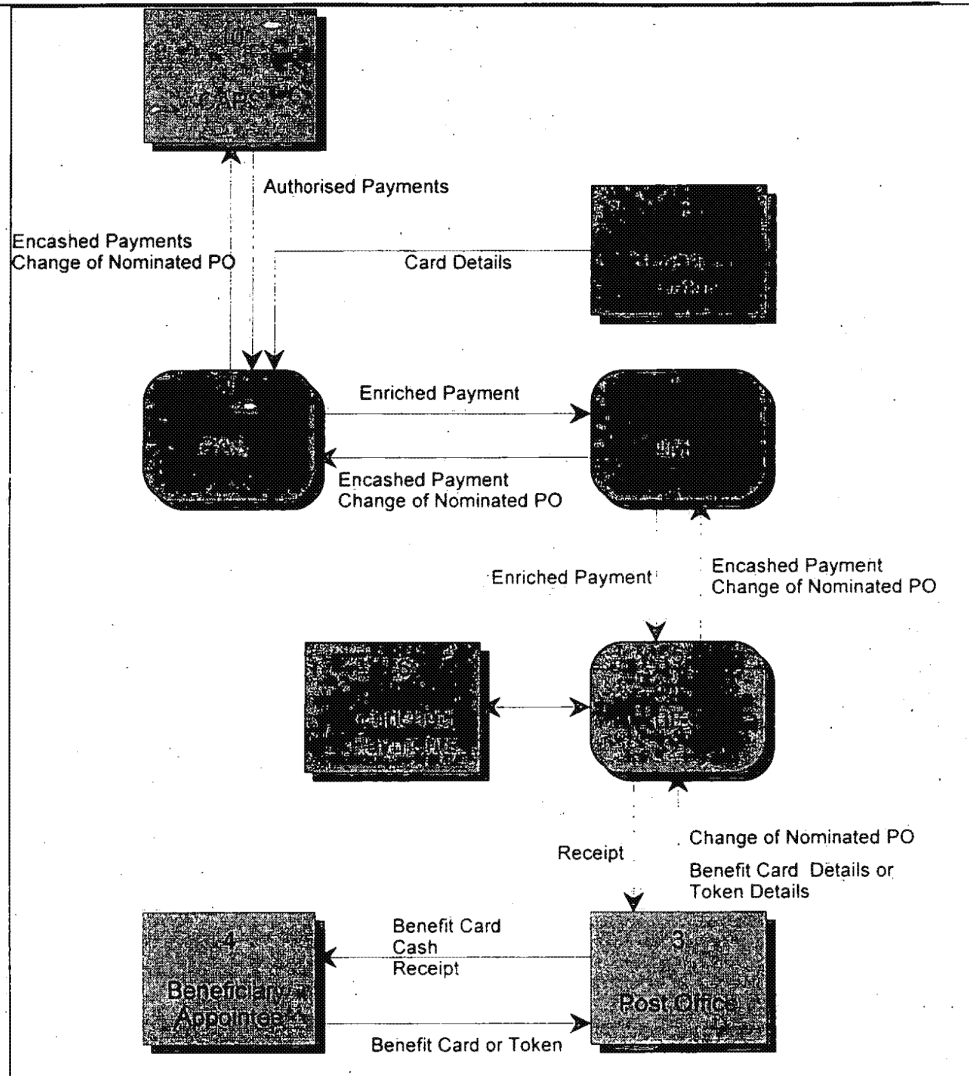 10
CAPS
Authorised Payments
Encashed Payments
Change of Nominated PO
Card Details
Enriched Payment
Encashed Payment
Change of Nominated PO
Enriched Payment
Encashed Payment
Change of Nominated PO
Receipt
Change of Nominated PO
Benefit Card Details or
Token Details
4
Beneficiary/
Appointee
Benefit Card
Cash
Receipt
Benefit Card or Token
3
Post Office